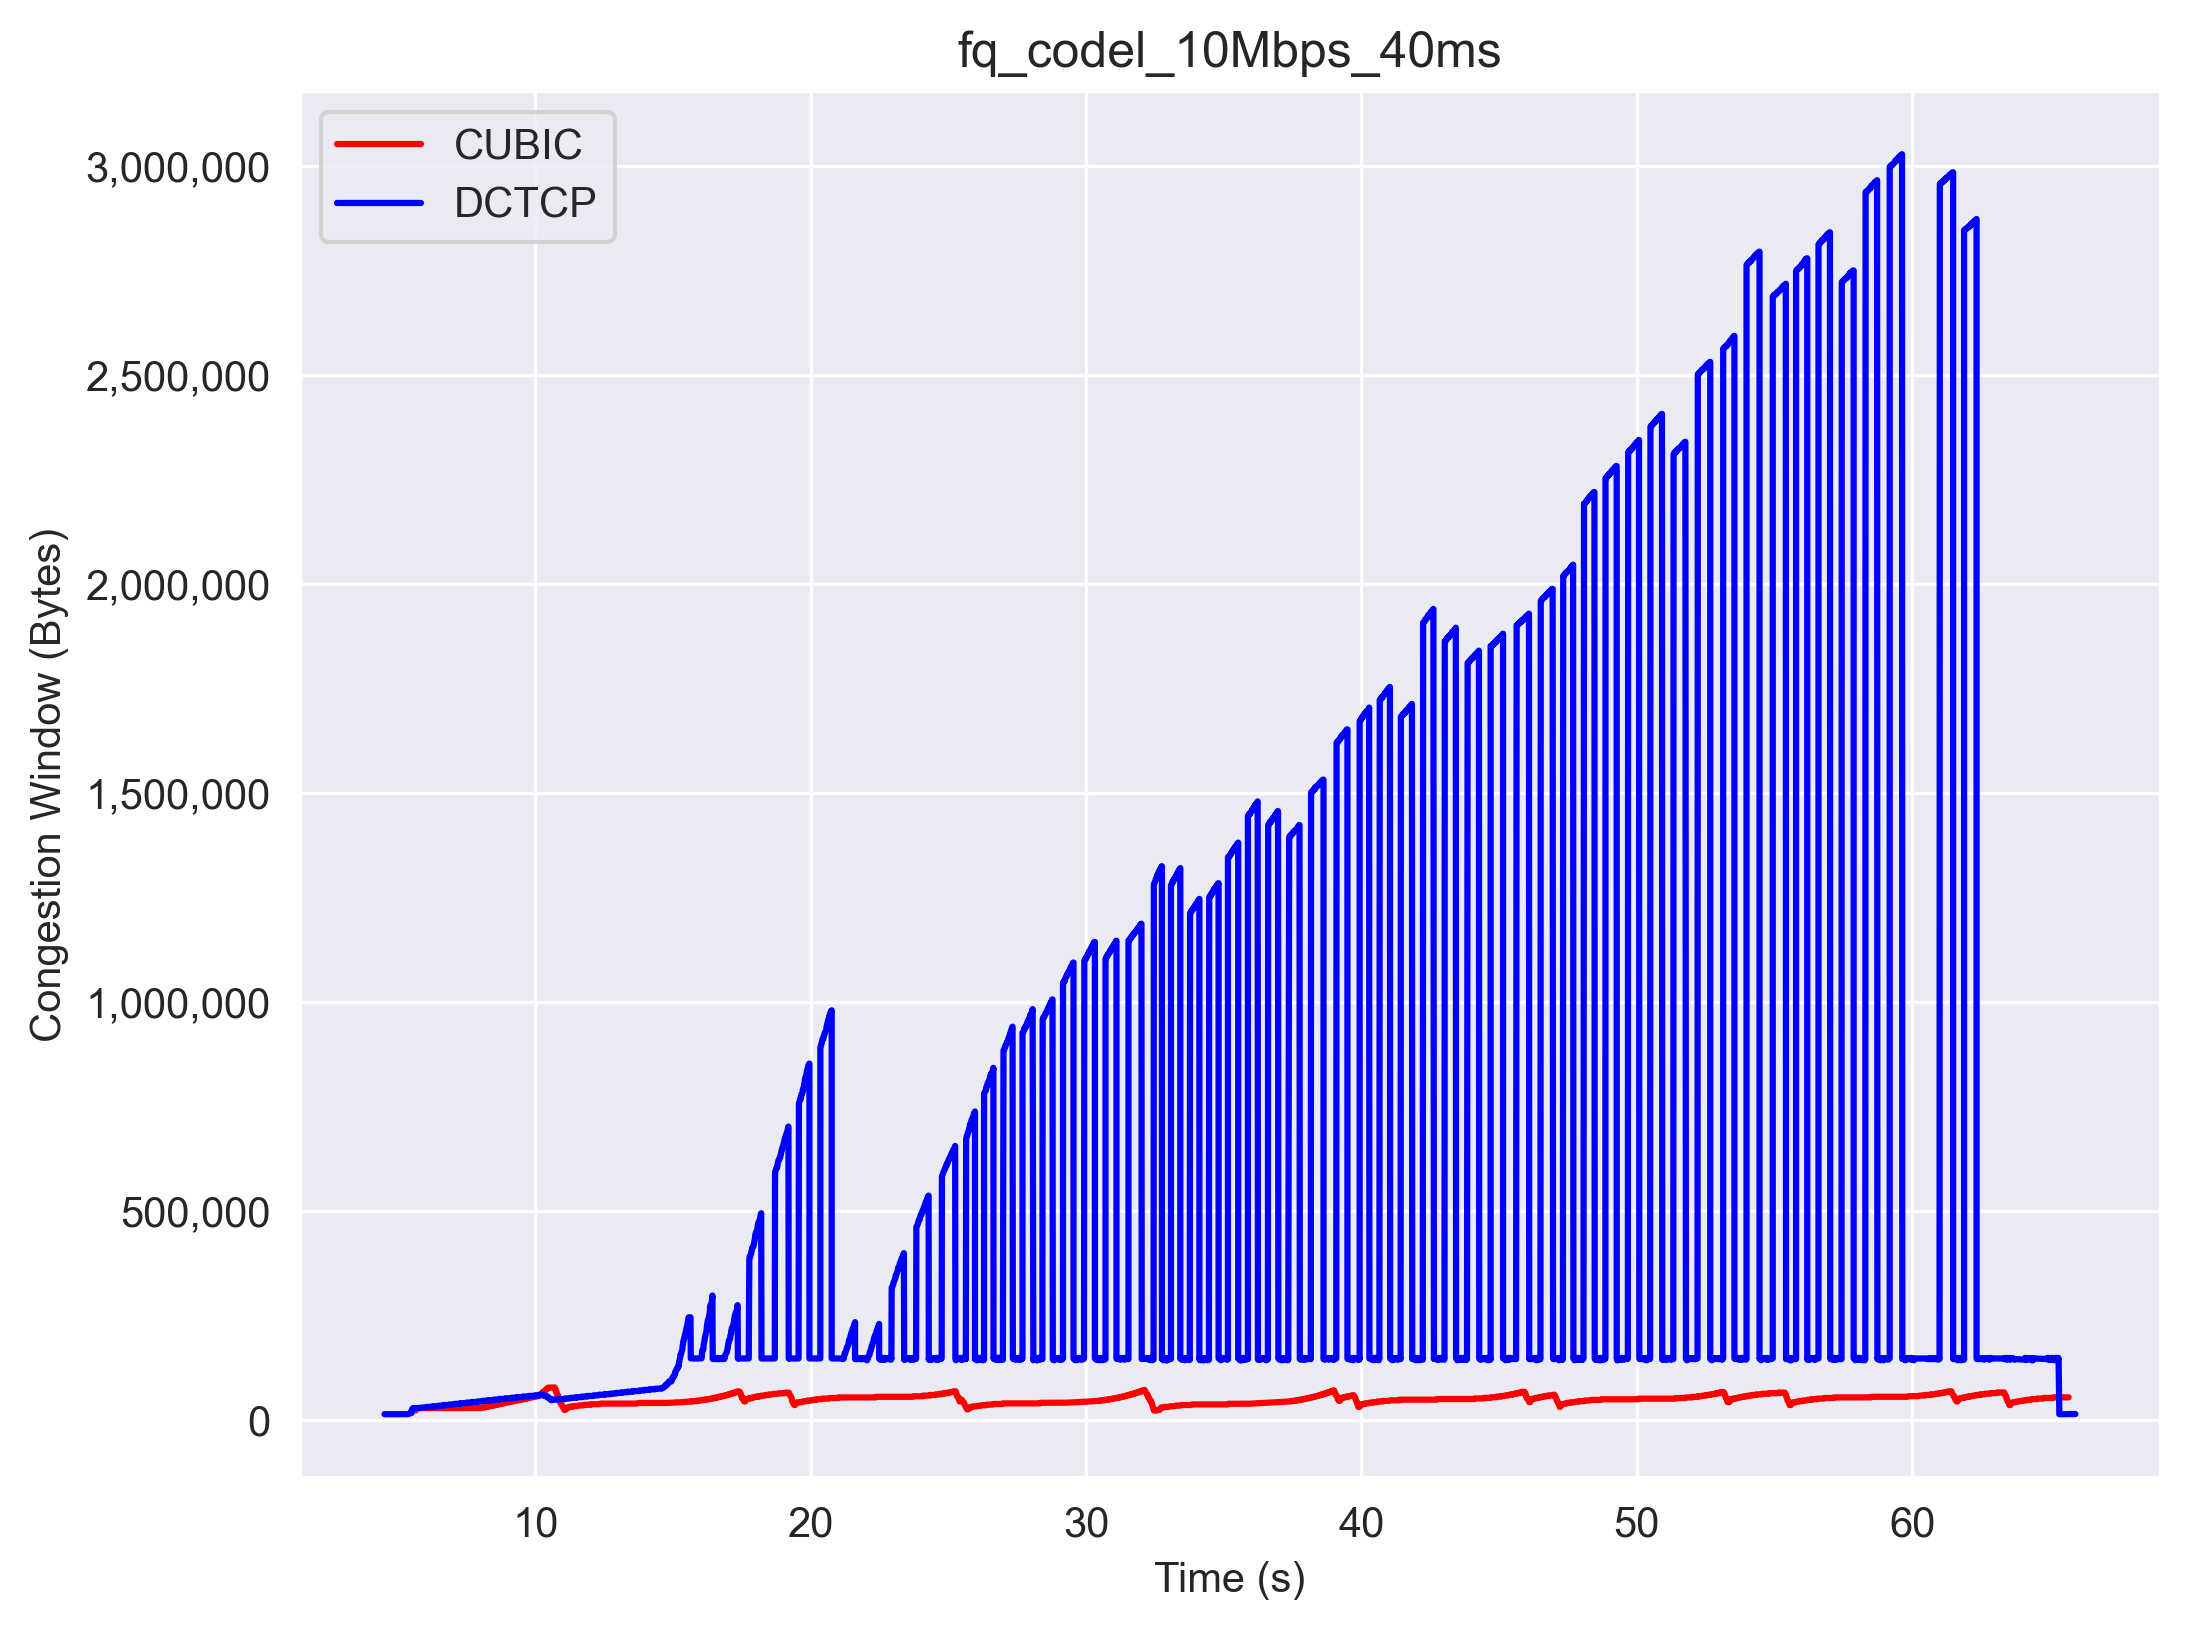 fq_codel_10Mbps_40ms
CUBIC
DCTCP
Congestion Window (Bytes)
3,000,000
2,500,000
2,000,000
1,500,000
1,000,000
500,000
0
10 20 30 40 50 60
Time (s)